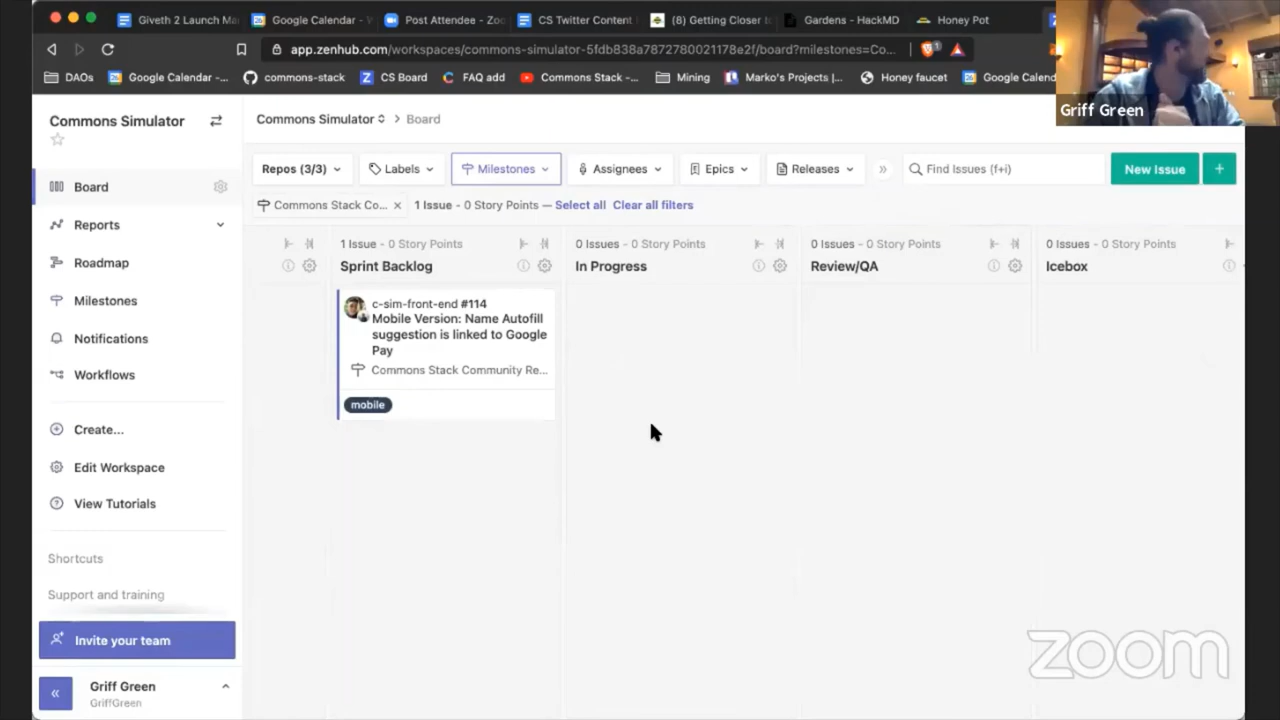 Giveth 2 Launch Mar
Google Calendar - W
Post Attendee - Zoo
CS Twitter Content
(8) Getting Closer to
Gardens - HackMD
Honey Pot
app.zenhub.com/workspaces/commons-simulator-5fdb838a7872780021178e2f/board?milestones=Co...
1
DAOs
Google Calendar -...
commons-stack
CS Board
FAQ add
Commons Stack -...
Mining
Marko's Projects |...
Honey faucet
Google Calend
Griff Green
Commons Simulator
Commons Simulator > Board
Board
Reports
Roadmap
Milestones
Notifications
Workflows
Create...
Edit Workspace
View Tutorials
Shortcuts
Support and training
Invite your team
Griff Green
GriffGreen
Repos (3/3)
Labels
Milestones
Assignees
Epics
Releases
Find Issues (f+i)
New Issue
+
Commons Stack Co... ×
1 Issue - 0 Story Points — Select all Clear all filters
1 Issue - 0 Story Points
Sprint Backlog
c-sim-front-end #114
Mobile Version: Name Autofill
suggestion is linked to Google
Pay
Commons Stack Community Re...
mobile
0 Issues - 0 Story Points
In Progress
0 Issues - 0 Story Points
Review/QA
0 Issues - 0 Story Points
Icebox
zoom